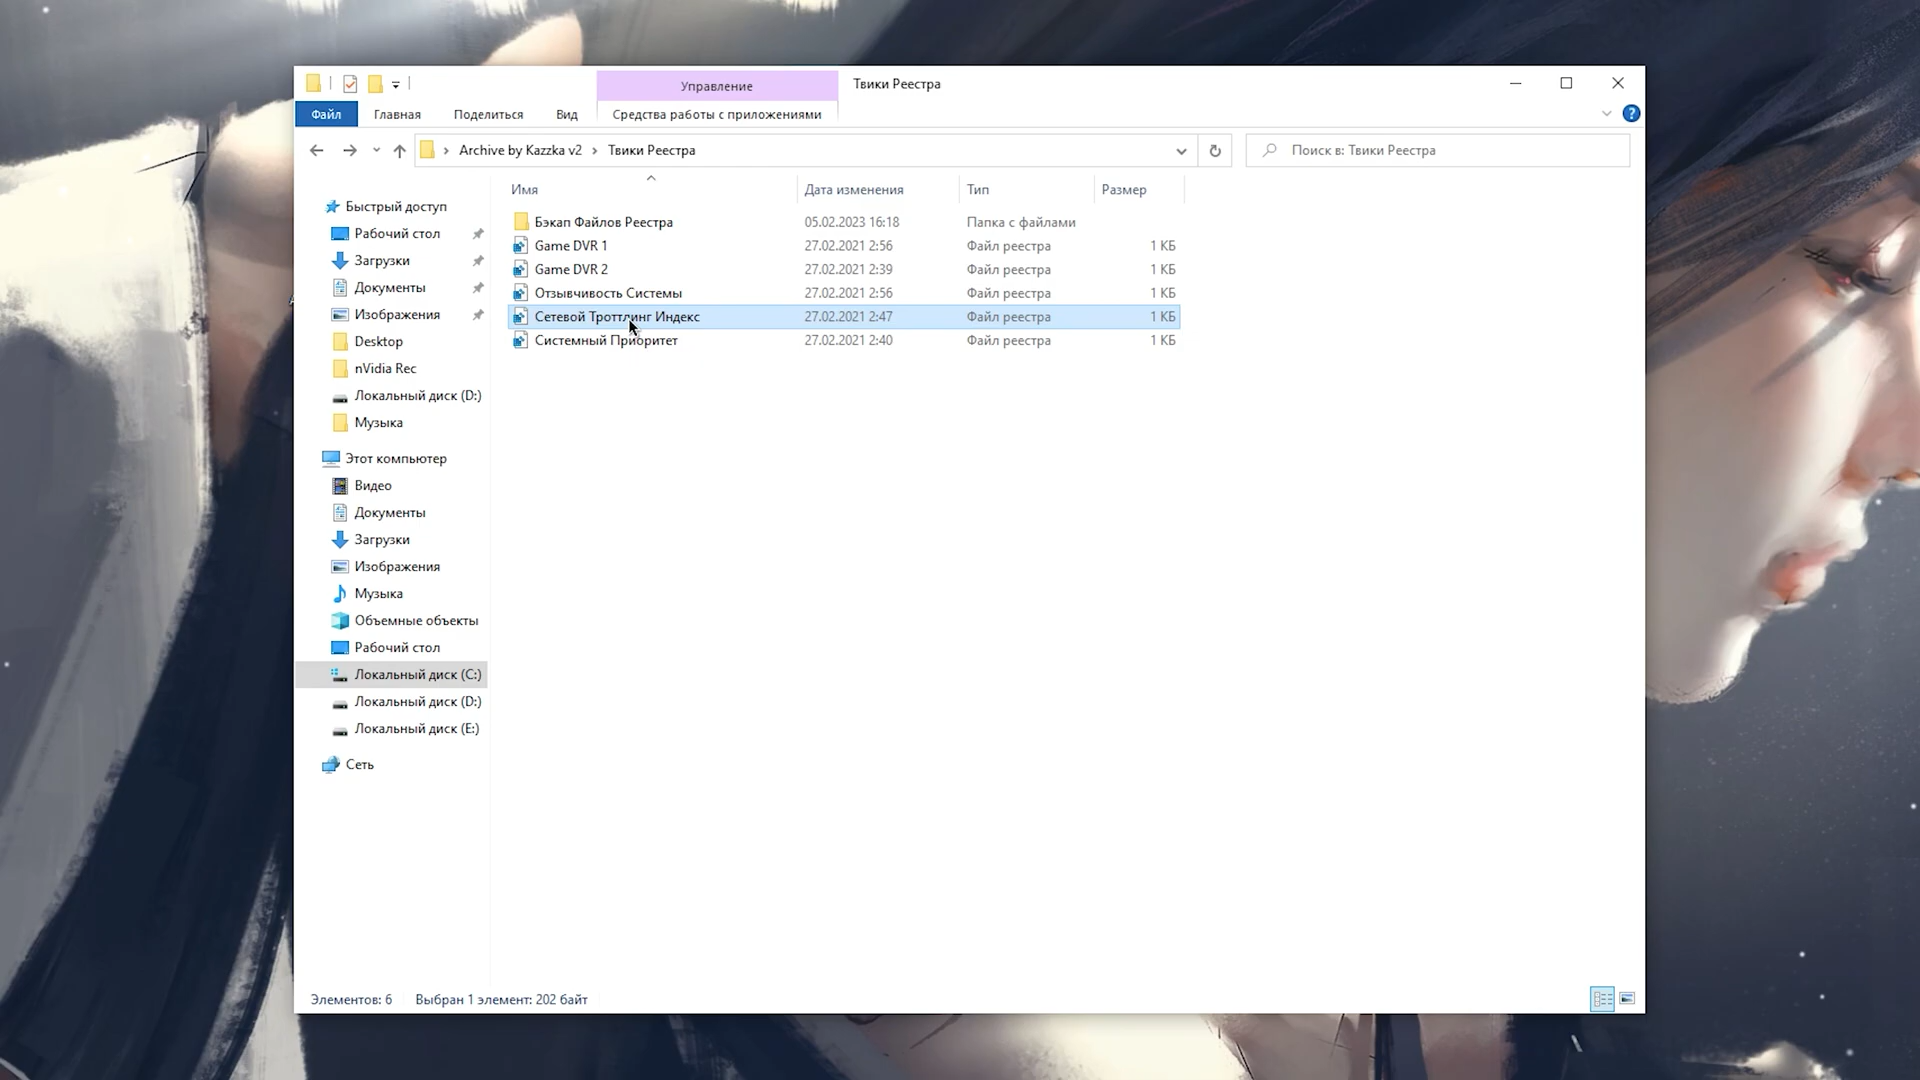 Управление
Твики Реестра
Файл
Главная
Поделиться
Вид
Средства работы с приложениями
?
Archive by Kazzka v2 › Твики Реестра
Поиск в: Твики Реестра
Имя Дата изменения Тип Размер
Бэкап Файлов Реестра 05.02.2023 16:18 Папка с файлами
Game DVR 1 27.02.2021 2:56 Файл реестра 1 КБ
Game DVR 2 27.02.2021 2:39 Файл реестра 1 КБ
Отзывчивость Системы 27.02.2021 2:56 Файл реестра 1 КБ
Сетевой Троттлинг Индекс 27.02.2021 2:47 Файл реестра 1 КБ
Системный Приоритет 27.02.2021 2:40 Файл реестра 1 КБ
Быстрый доступ
Рабочий стол
Загрузки
Документы
Изображения
Desktop
nVidia Rec
Локальный диск (D:)
Музыка
Этот компьютер
Видео
Документы
Загрузки
Изображения
Музыка
Объемные объекты
Рабочий стол
Локальный диск (C:)
Локальный диск (D:)
Локальный диск (E:)
Сеть
Элементов: 6 Выбран 1 элемент: 202 байт